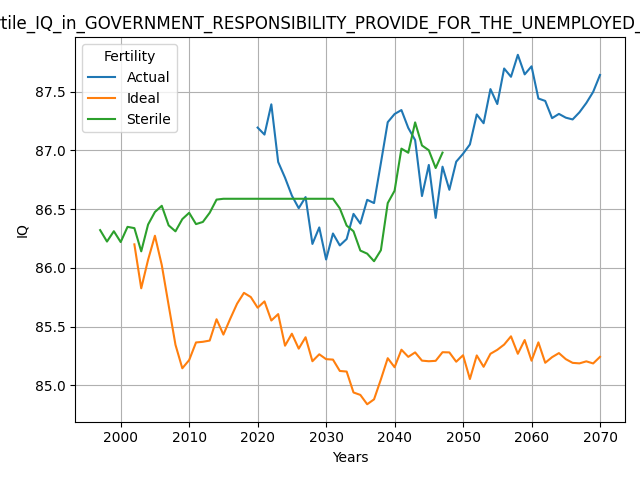 rtile_IQ_in_GOVERNMENT_RESPONSIBILITY_PROVIDE_FOR_THE_UNEMPLOYED_
Fertility
Actual
Ideal
Sterile
IQ
87.5
87.0
86.5
86.0
85.5
85.0
2000 2010 2020 2030 2040 2050 2060 2070
Years